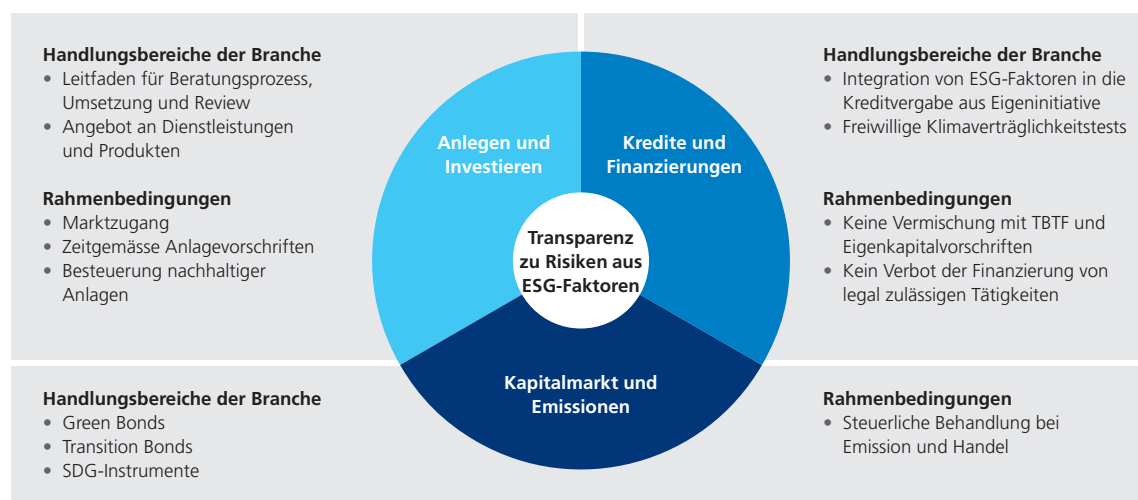 Handlungsbereiche der Branche
• Leitfaden für Beratungsprozess,
Umsetzung und Review
• Angebot an Dienstleistungen
und Produkten
Rahmenbedingungen
• Marktzugang
• Zeitgemässe Anlagevorschriften
• Besteuerung nachhaltiger
Anlagen
Anlegen und
Investieren
Kredite und
Finanzierungen
Transparenz
zu Risiken aus
ESG-Faktoren
Kapitalmarkt und
Emissionen
Handlungsbereiche der Branche
• Integration von ESG-Faktoren in die
Kreditvergabe aus Eigeninitiative
• Freiwillige Klimaverträglichkeitstests
Rahmenbedingungen
• Keine Vermischung mit TBTF und
Eigenkapitalvorschriften
• Kein Verbot der Finanzierung von
legal zulässigen Tätigkeiten
Handlungsbereiche der Branche
• Green Bonds
• Transition Bonds
• SDG-Instrumente
Rahmenbedingungen
• Steuerliche Behandlung bei
Emission und Handel